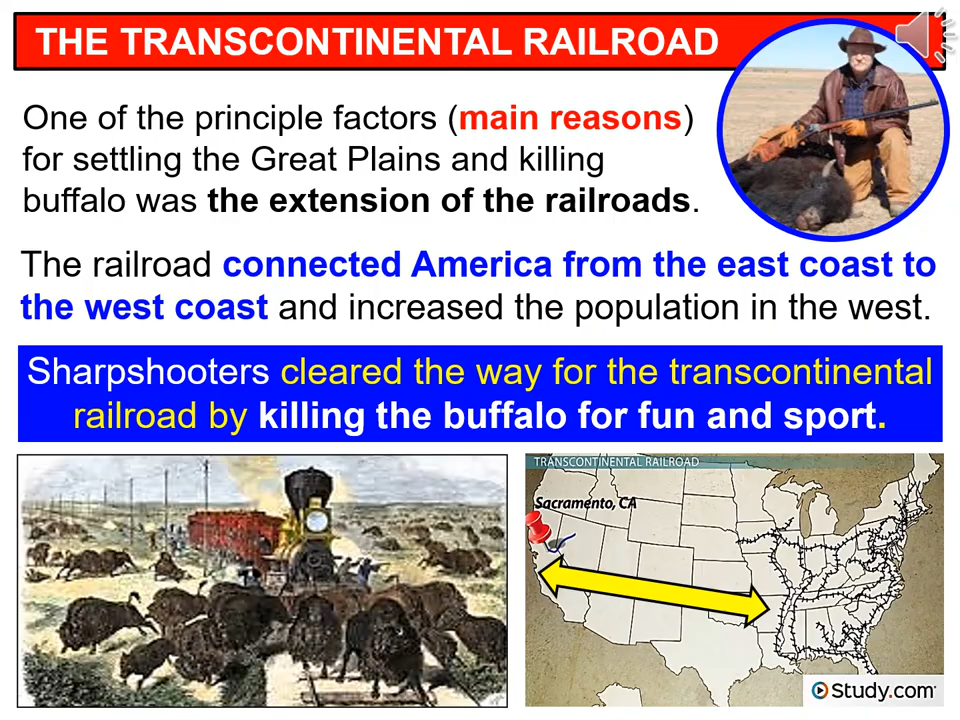 THE TRANSCONTINENTAL RAILROAD
One of the principle factors (main reasons)
for settling the Great Plains and killing
buffalo was the extension of the railroads.
The railroad connected America from the east coast to
the west coast and increased the population in the west.
Sharpshooters cleared the way for the transcontinental
railroad by killing the buffalo for fun and sport.
TRANSCONTINENTAL RAILROAD
Sacramento, CA
Study.com